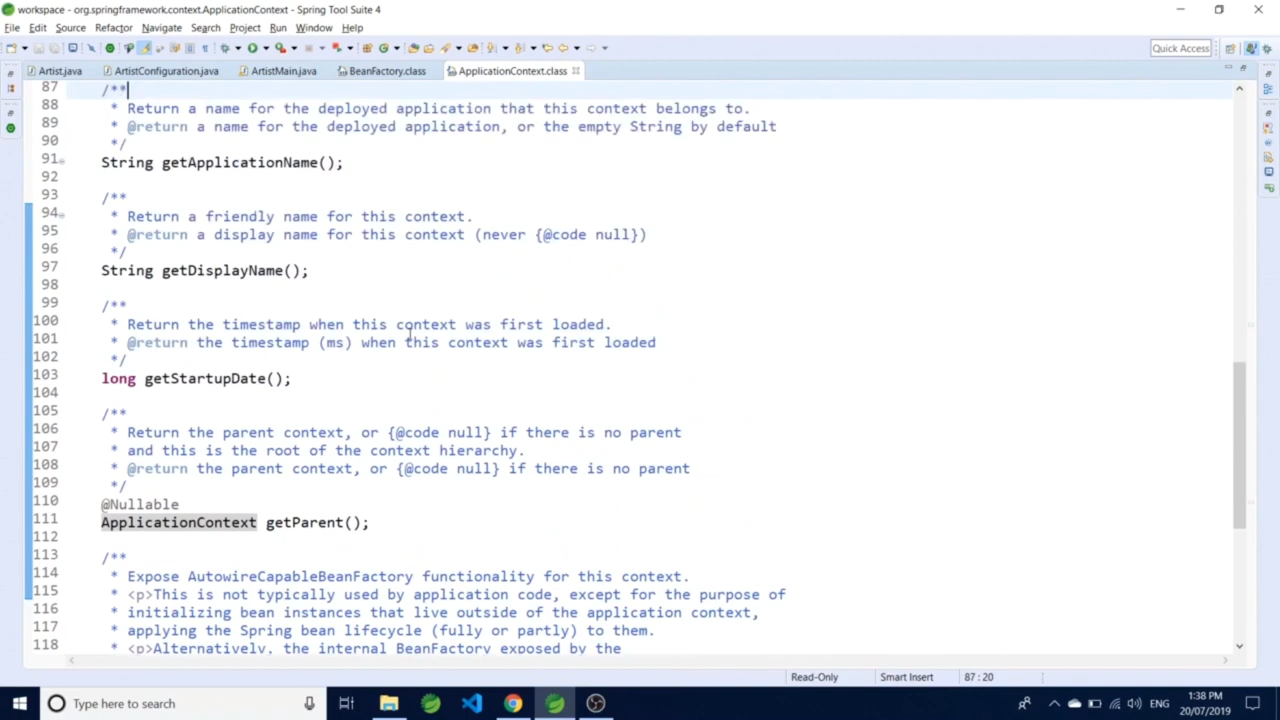 workspace - org.springframework.context.ApplicationContext - Spring Tool Suite 4
File Edit Source Refactor Navigate Search Project Run Window Help
Quick Access
Artist.java ArtistConfiguration.java ArtistMain.java BeanFactory.class ApplicationContext.class
87 /**
88 * Return a name for the deployed application that this context belongs to.
89 * @return a name for the deployed application, or the empty String by default
90 */
91 String getApplicationName();
92
93 /**
94 * Return a friendly name for this context.
95 * @return a display name for this context (never {@code null})
96 */
97 String getDisplayName();
98
99 /**
100 * Return the timestamp when this context was first loaded.
101 * @return the timestamp (ms) when this context was first loaded
102 */
103 long getStartupDate();
104
105 /**
106 * Return the parent context, or {@code null} if there is no parent
107 * and this is the root of the context hierarchy.
108 * @return the parent context, or {@code null} if there is no parent
109 */
110 @Nullable
111 ApplicationContext getParent();
112
113 /**
114 * Expose AutowireCapableBeanFactory functionality for this context.
115 * <p>This is not typically used by application code, except for the purpose of
116 * initializing bean instances that live outside of the application context,
117 * applying the Spring bean lifecycle (fully or partly) to them.
118 * <p>Alternatively, the internal BeanFactory exposed by the
Read-Only Smart Insert 87 : 20
Type here to search
ENG
1:38 PM
20/07/2019